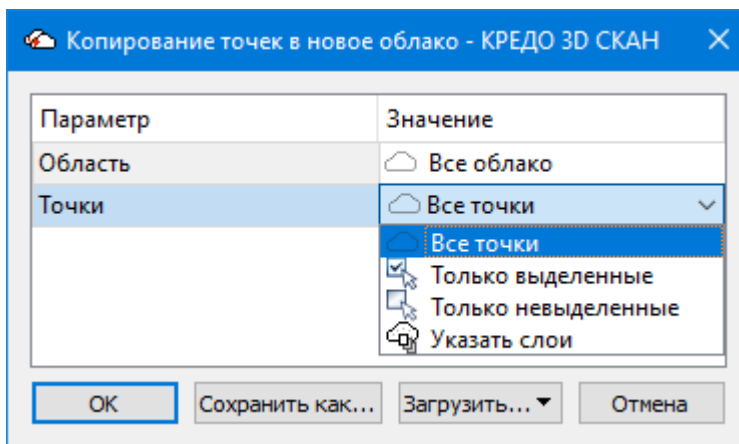 Копирование точек в новое облако - КРЕДО 3D СКАН
Параметр Значение
Область Все облако
Точки Все точки
Все точки
Только выделенные
Только невыделенные
Указать слои
ОК Сохранить как... Загрузить... Отмена